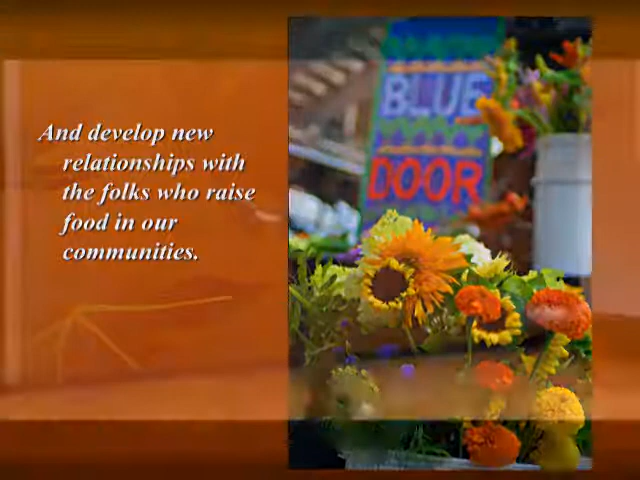 And develop new
relationships with
the folks who raise
food in our
communities.
BLUE
DOOR